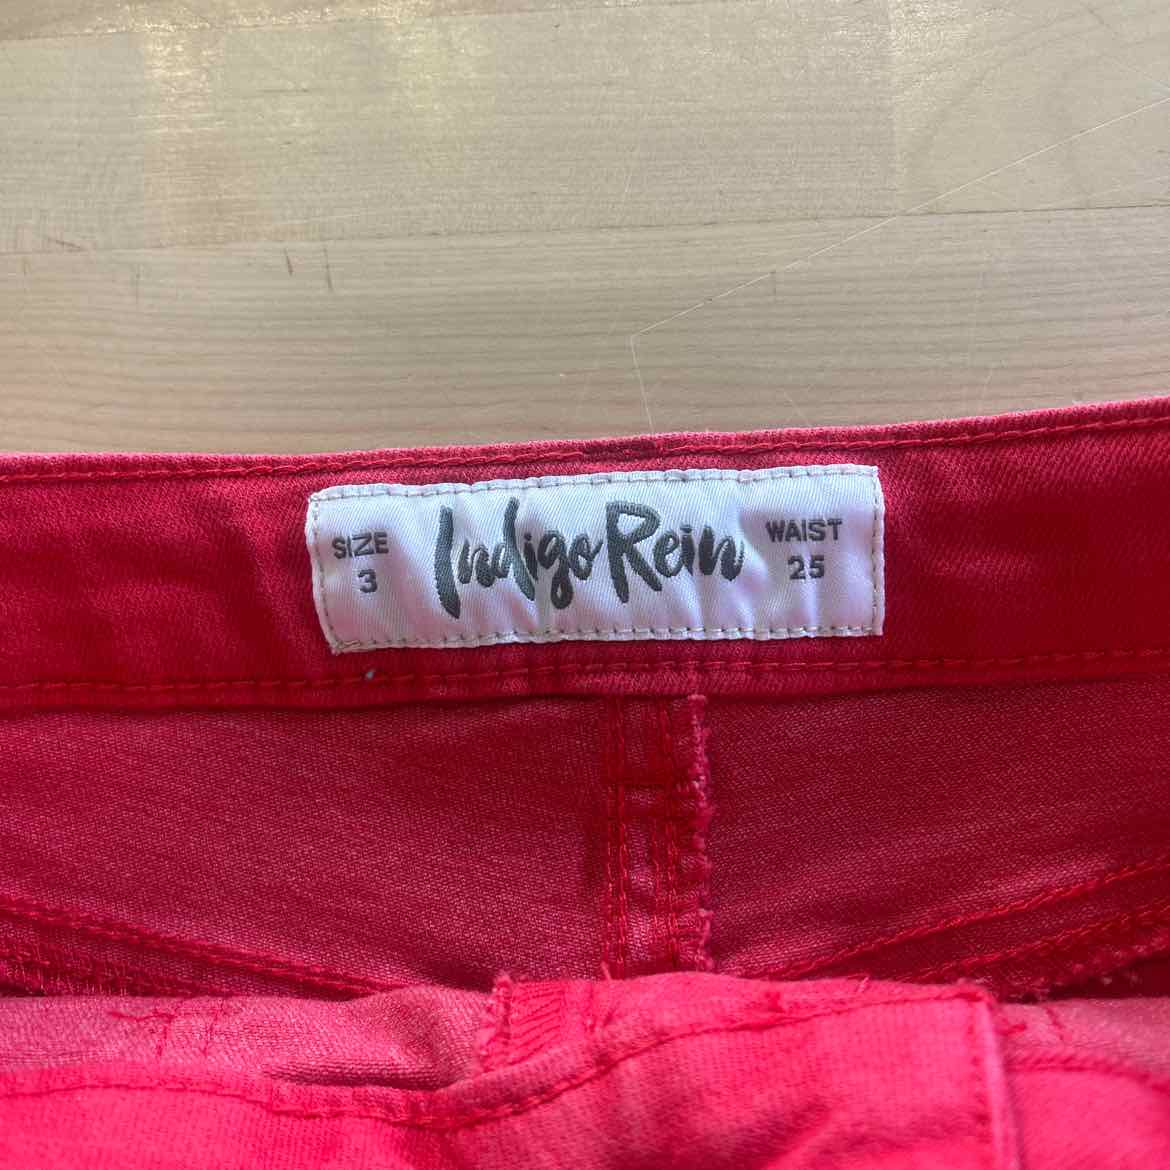 SIZE
3
Indigo Rein
WAIST
25